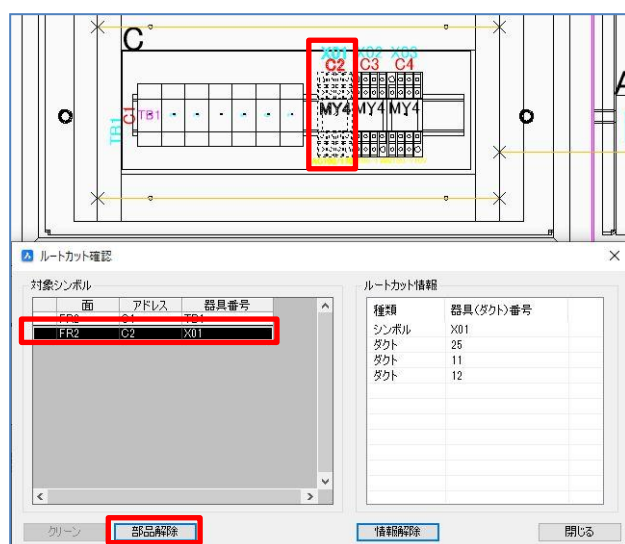 C
X01 X02 X03
C2 C3 C4
A
TB1
C1
TB1
MY4 MY4 MY4
ルートカット確認
対象シンボル
面 アドレス 器具番号
FR2 C1 TB1
FR2 C2 X01
ルートカット情報
種類 器具(ダクト)番号
シンボル X01
ダクト 25
ダクト 11
ダクト 12
クリーン 部品解除 情報解除 閉じる